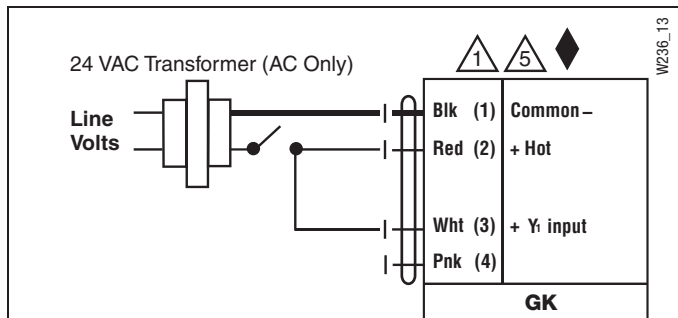 W236_13
24 VAC Transformer (AC Only)
1 5
Line
Volts
Blk (1) Common –
Red (2) + Hot
Wht (3) + Y1 input
Pnk (4)
GK